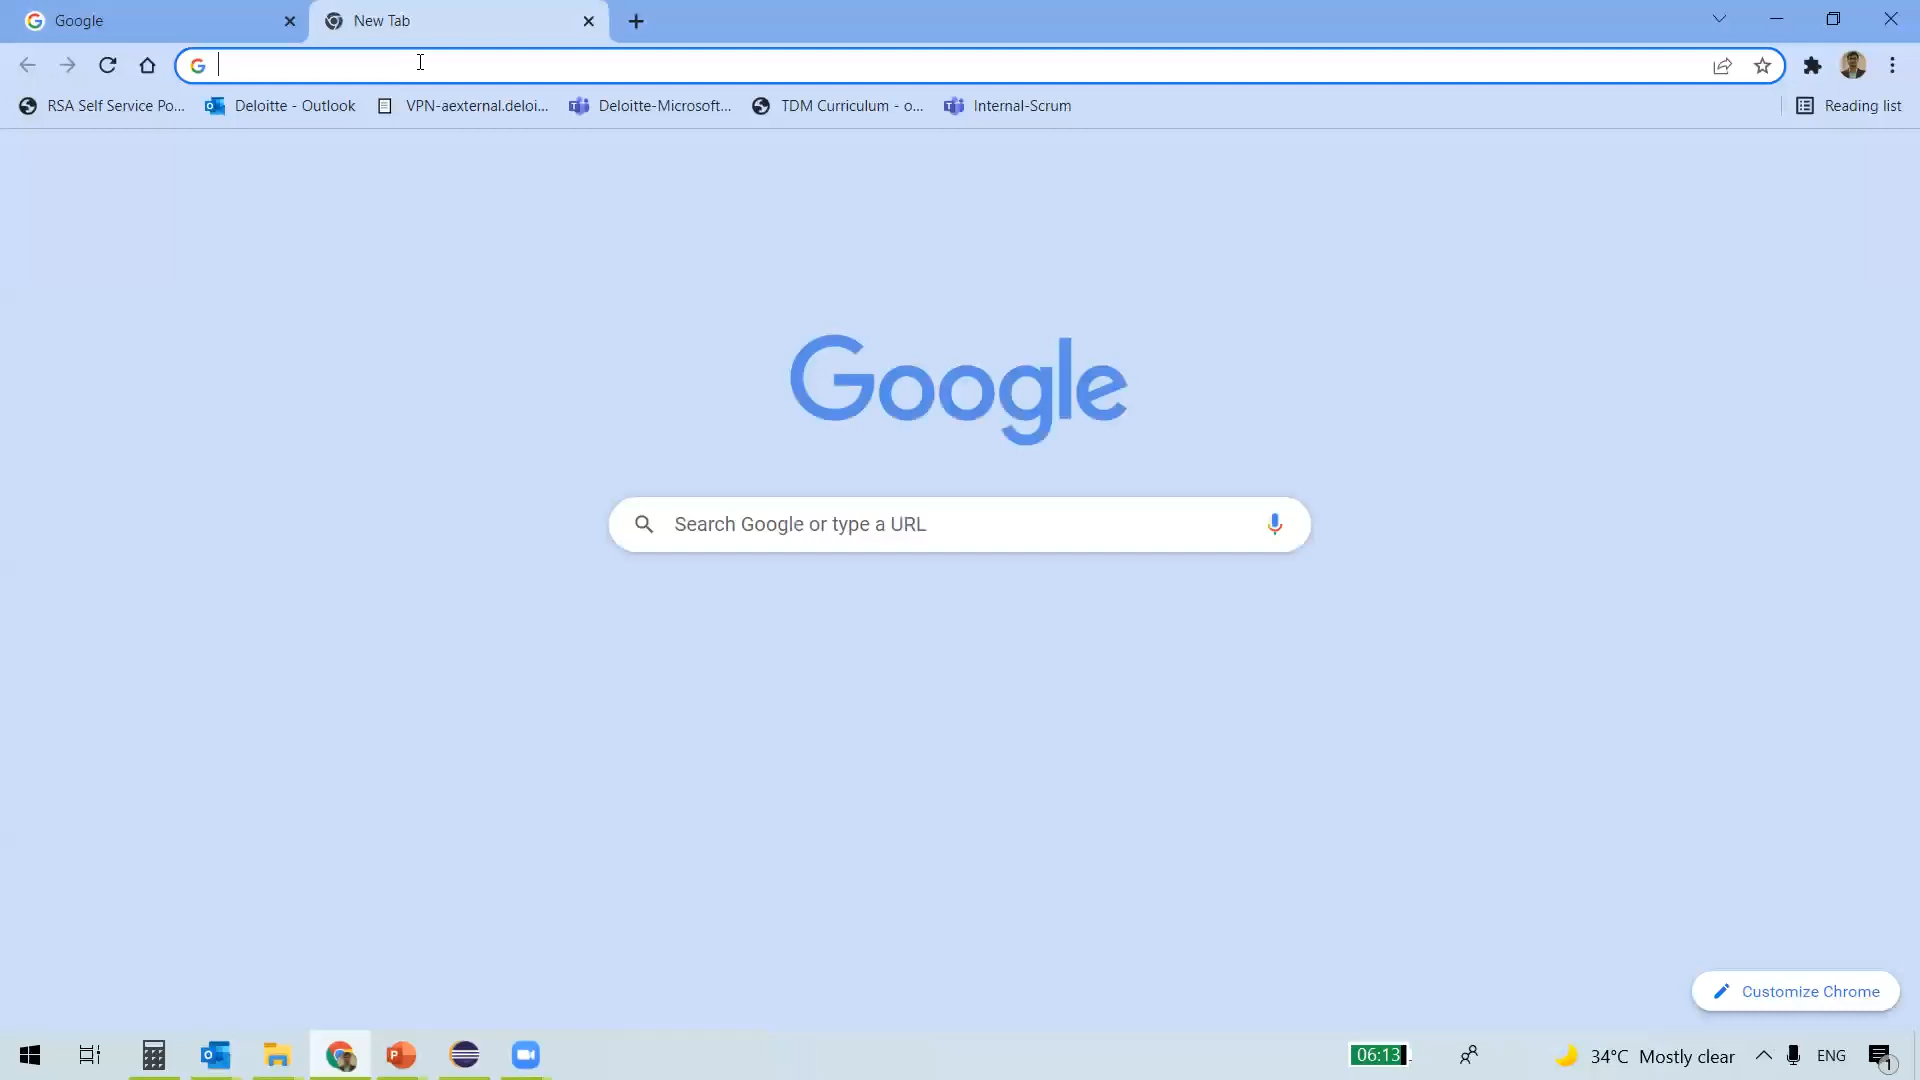 Google
New Tab
RSA Self Service Po...
Deloitte - Outlook
VPN-aexternal.deloi...
Deloitte-Microsoft...
TDM Curriculum - o...
Internal-Scrum
Reading list
Google
Search Google or type a URL
Customize Chrome
06:13
34°C Mostly clear
ENG
1